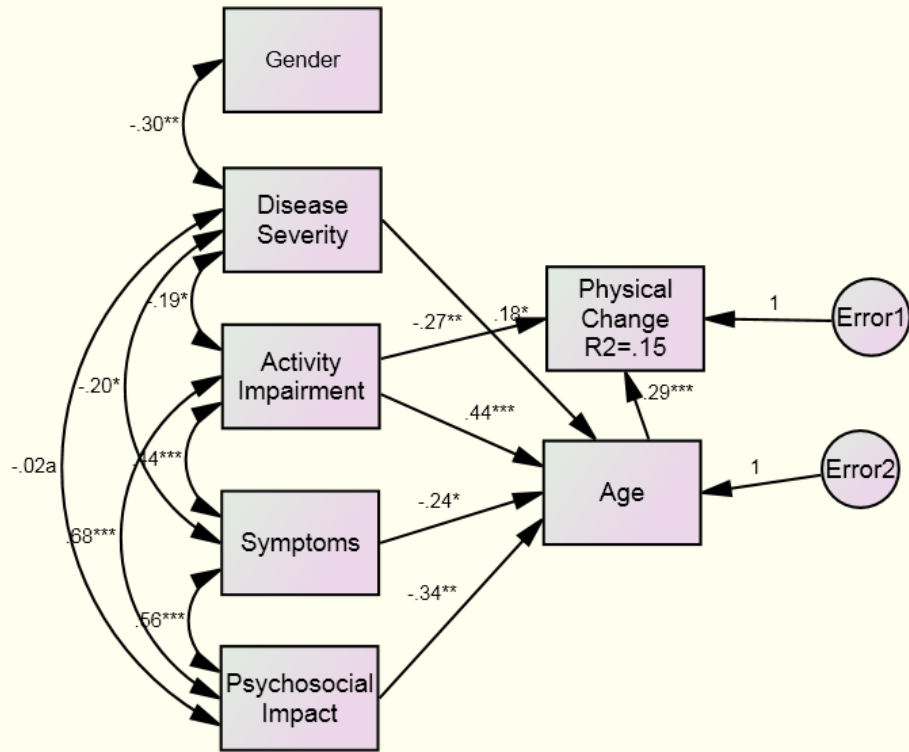 Gender
-.30**
Disease
Severity
-.19*
Physical
Change
R2=.15
1
Error1
-.27**
.18*
Activity
Impairment
-.20*
.29***
.44***
-.02a
.44***
Age
1
Error2
-.24*
Symptoms
.68***
-.34**
.56***
Psychosocial
Impact